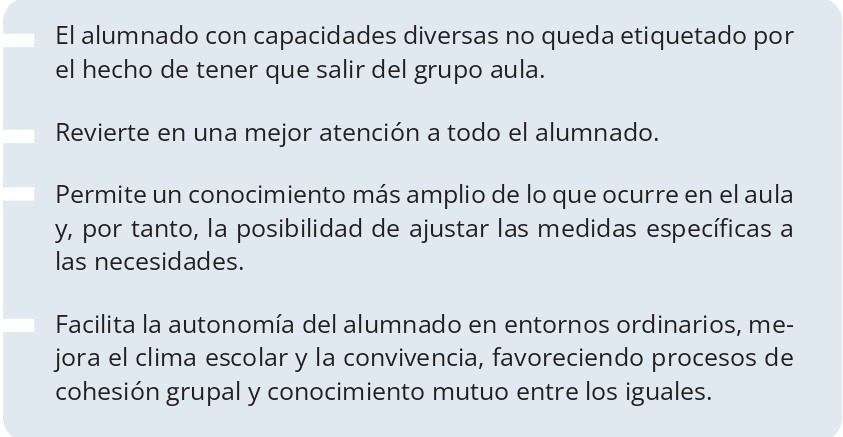 El alumnado con capacidades diversas no queda etiquetado por
el hecho de tener que salir del grupo aula.
Revierte en una mejor atención a todo el alumnado.
Permite un conocimiento más amplio de lo que ocurre en el aula
y, por tanto, la posibilidad de ajustar las medidas específicas a
las necesidades.
Facilita la autonomía del alumnado en entornos ordinarios, me-
jora el clima escolar y la convivencia, favoreciendo procesos de
cohesión grupal y conocimiento mutuo entre los iguales.